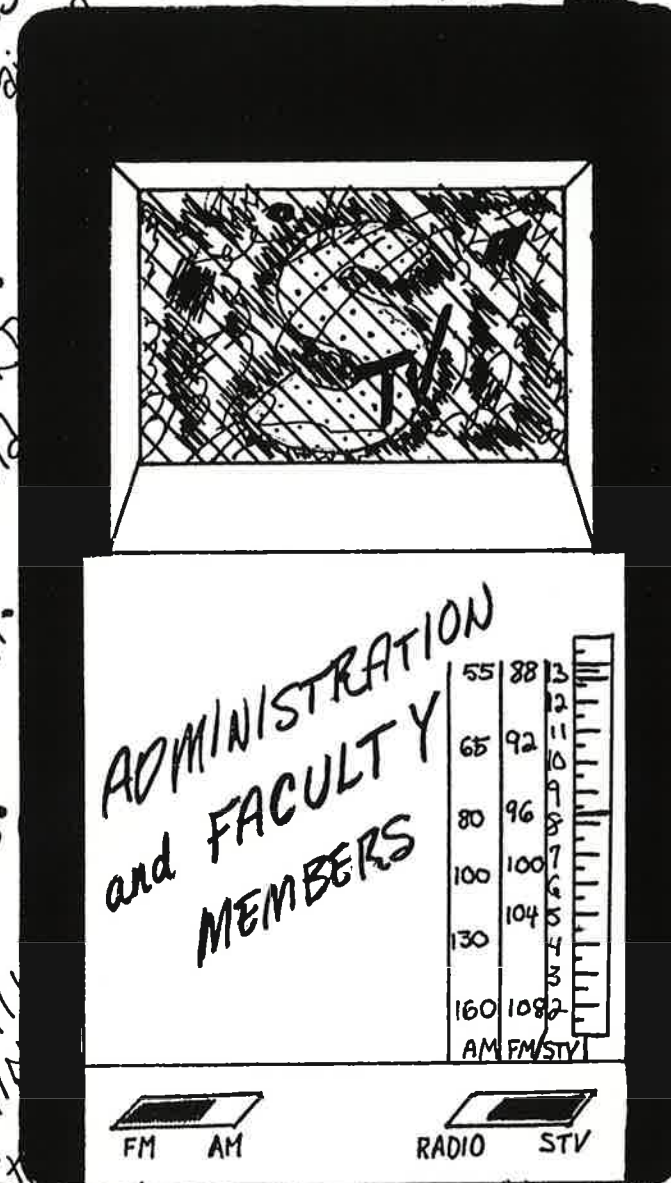 STV
ADMINISTRATION
and FACULTY
MEMBERS
55 88 13
12
65 92 11
10
9
80 96 8
7
100 100 6
104 5
130 4
3
160 108 2
AM FM/STV
FM AM
RADIO STV